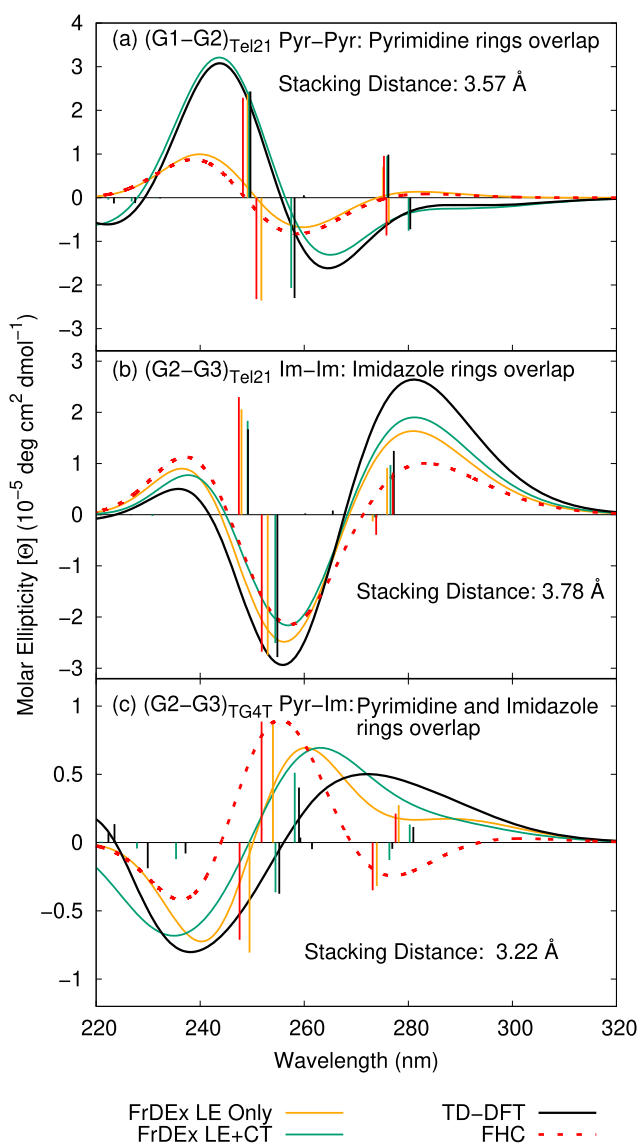 4
(a) (G1−G2)Tel21 Pyr−Pyr: Pyrimidine rings overlap
3
Stacking Distance: 3.57 Å
2
1
0
−1
−2
−3
3
(b) (G2−G3)Tel21 Im−Im: Imidazole rings overlap
2
1
0
−1
Stacking Distance: 3.78 Å
−2
−3
Molar Ellipticity [Θ] (10−5 deg cm2 dmol−1)
1
(c) (G2−G3)TG4T Pyr−Im: Pyrimidine and Imidazole
rings overlap
0.5
0
−0.5
Stacking Distance: 3.22 Å
−1
220 240 260 280 300 320
Wavelength (nm)
FrDEx LE Only TD−DFT
FrDEx LE+CT FHC